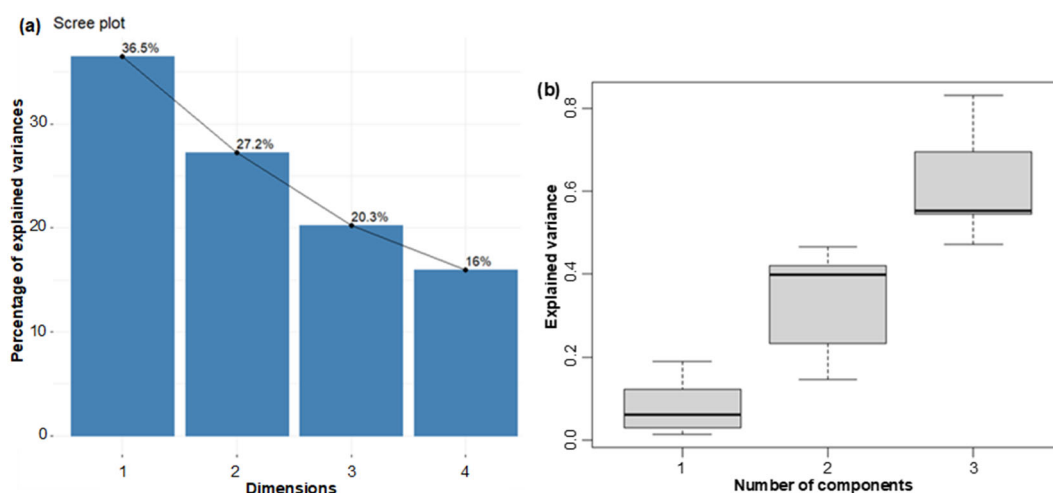 (a) Scree plot
36.5%
27.2%
20.3%
16%
30
20
10
0
Percentage of explained variances
1 2 3 4
Dimensions
(b)
0.8
0.6
0.4
0.2
0.0
Explained variance
1 2 3
Number of components